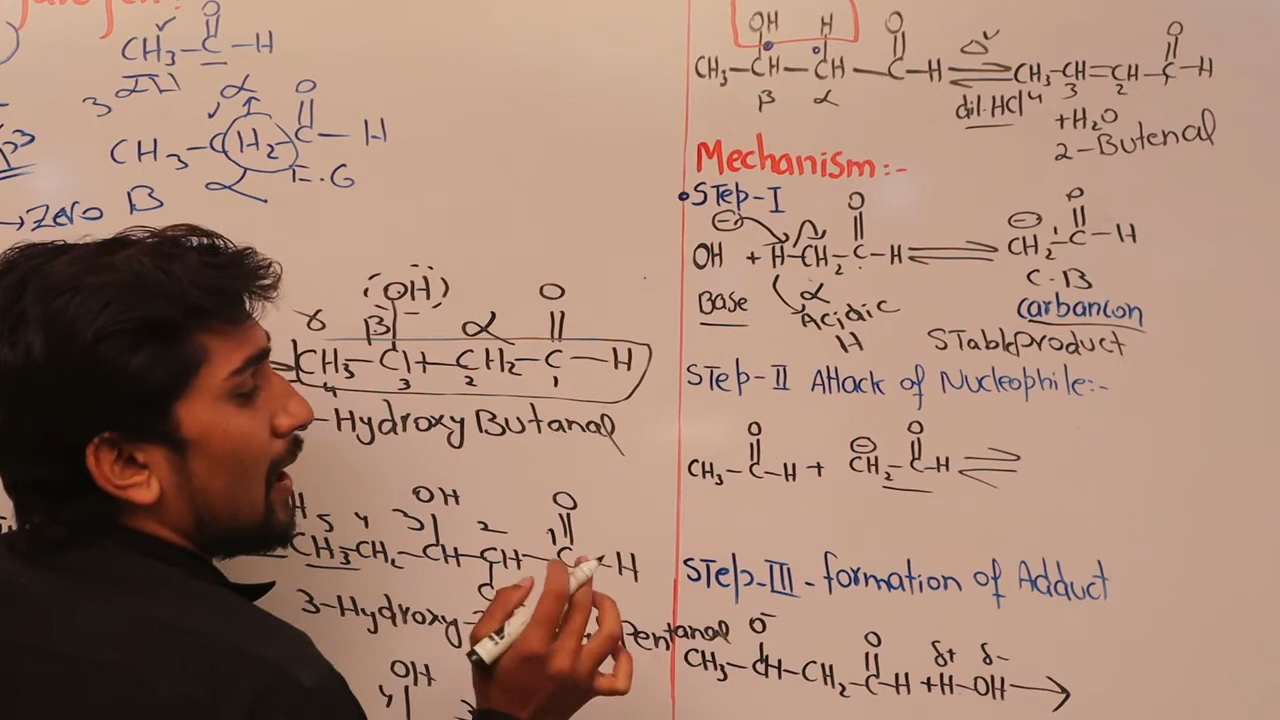 O
CH3-C-H
3
α
O
CH3-CH2-C-H
α
F.G
→Zero β
(:OH:)
O
γ β α
CH3-CH-CH2-C-H
4 3 2 1
-Hydroxy Butanal
OH
O
5 4 3 2 1
CH3-CH2-CH-CH-C-H
3-Hydroxy-
Pentanal
OH
OH H O
CH3-CH-CH-C-H ⇌ CH3-CH=CH-C-H
β α
Δ
dil.HCl
4 3 2 1
+H2O
2-Butenal
Mechanism:-
•STep-I
⊖ O
OH + H-CH2-C-H ⇌ ⊖CH2-C-H
Base
α
Acidic
H
C.B
carbancon
STable product
STep-II Attack of Nucleophile:-
O O
CH3-C-H + ⊖CH2-C-H ⇌
STep-III-formation of Adduct
O- O δ+ δ-
CH3-CH-CH2-C-H +H-OH→